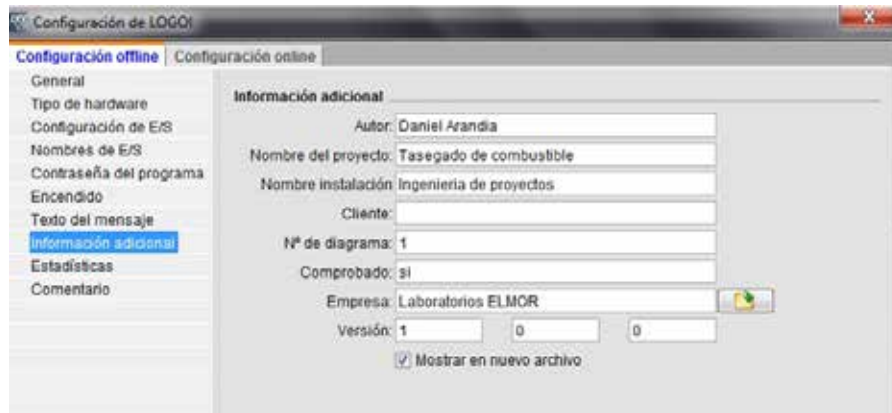 Configuración de LOGO!
Configuración offline
Configuración online
General
Tipo de hardware
Configuración de E/S
Nombres de E/S
Contraseña del programa
Encendido
Texto del mensaje
Información adicional
Estadísticas
Comentario
Información adicional
Autor: Daniel Arandia
Nombre del proyecto: Tasegado de combustible
Nombre instalación Ingenieria de proyectos
Cliente:
Nº de diagrama: 1
Comprobado: si
Empresa: Laboratorios ELMOR
Versión: 1 0 0
Mostrar en nuevo archivo